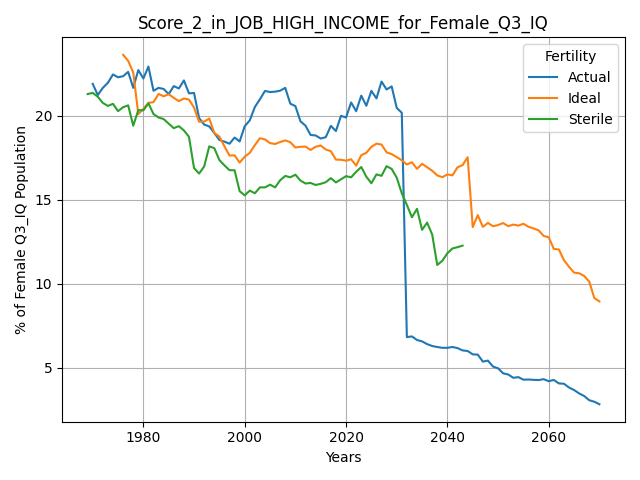 Score_2_in_JOB_HIGH_INCOME_for_Female_Q3_IQ
Fertility
Actual
Ideal
Sterile
% of Female Q3_IQ Population
20
15
10
5
1980
2000
2020
2040
2060
Years